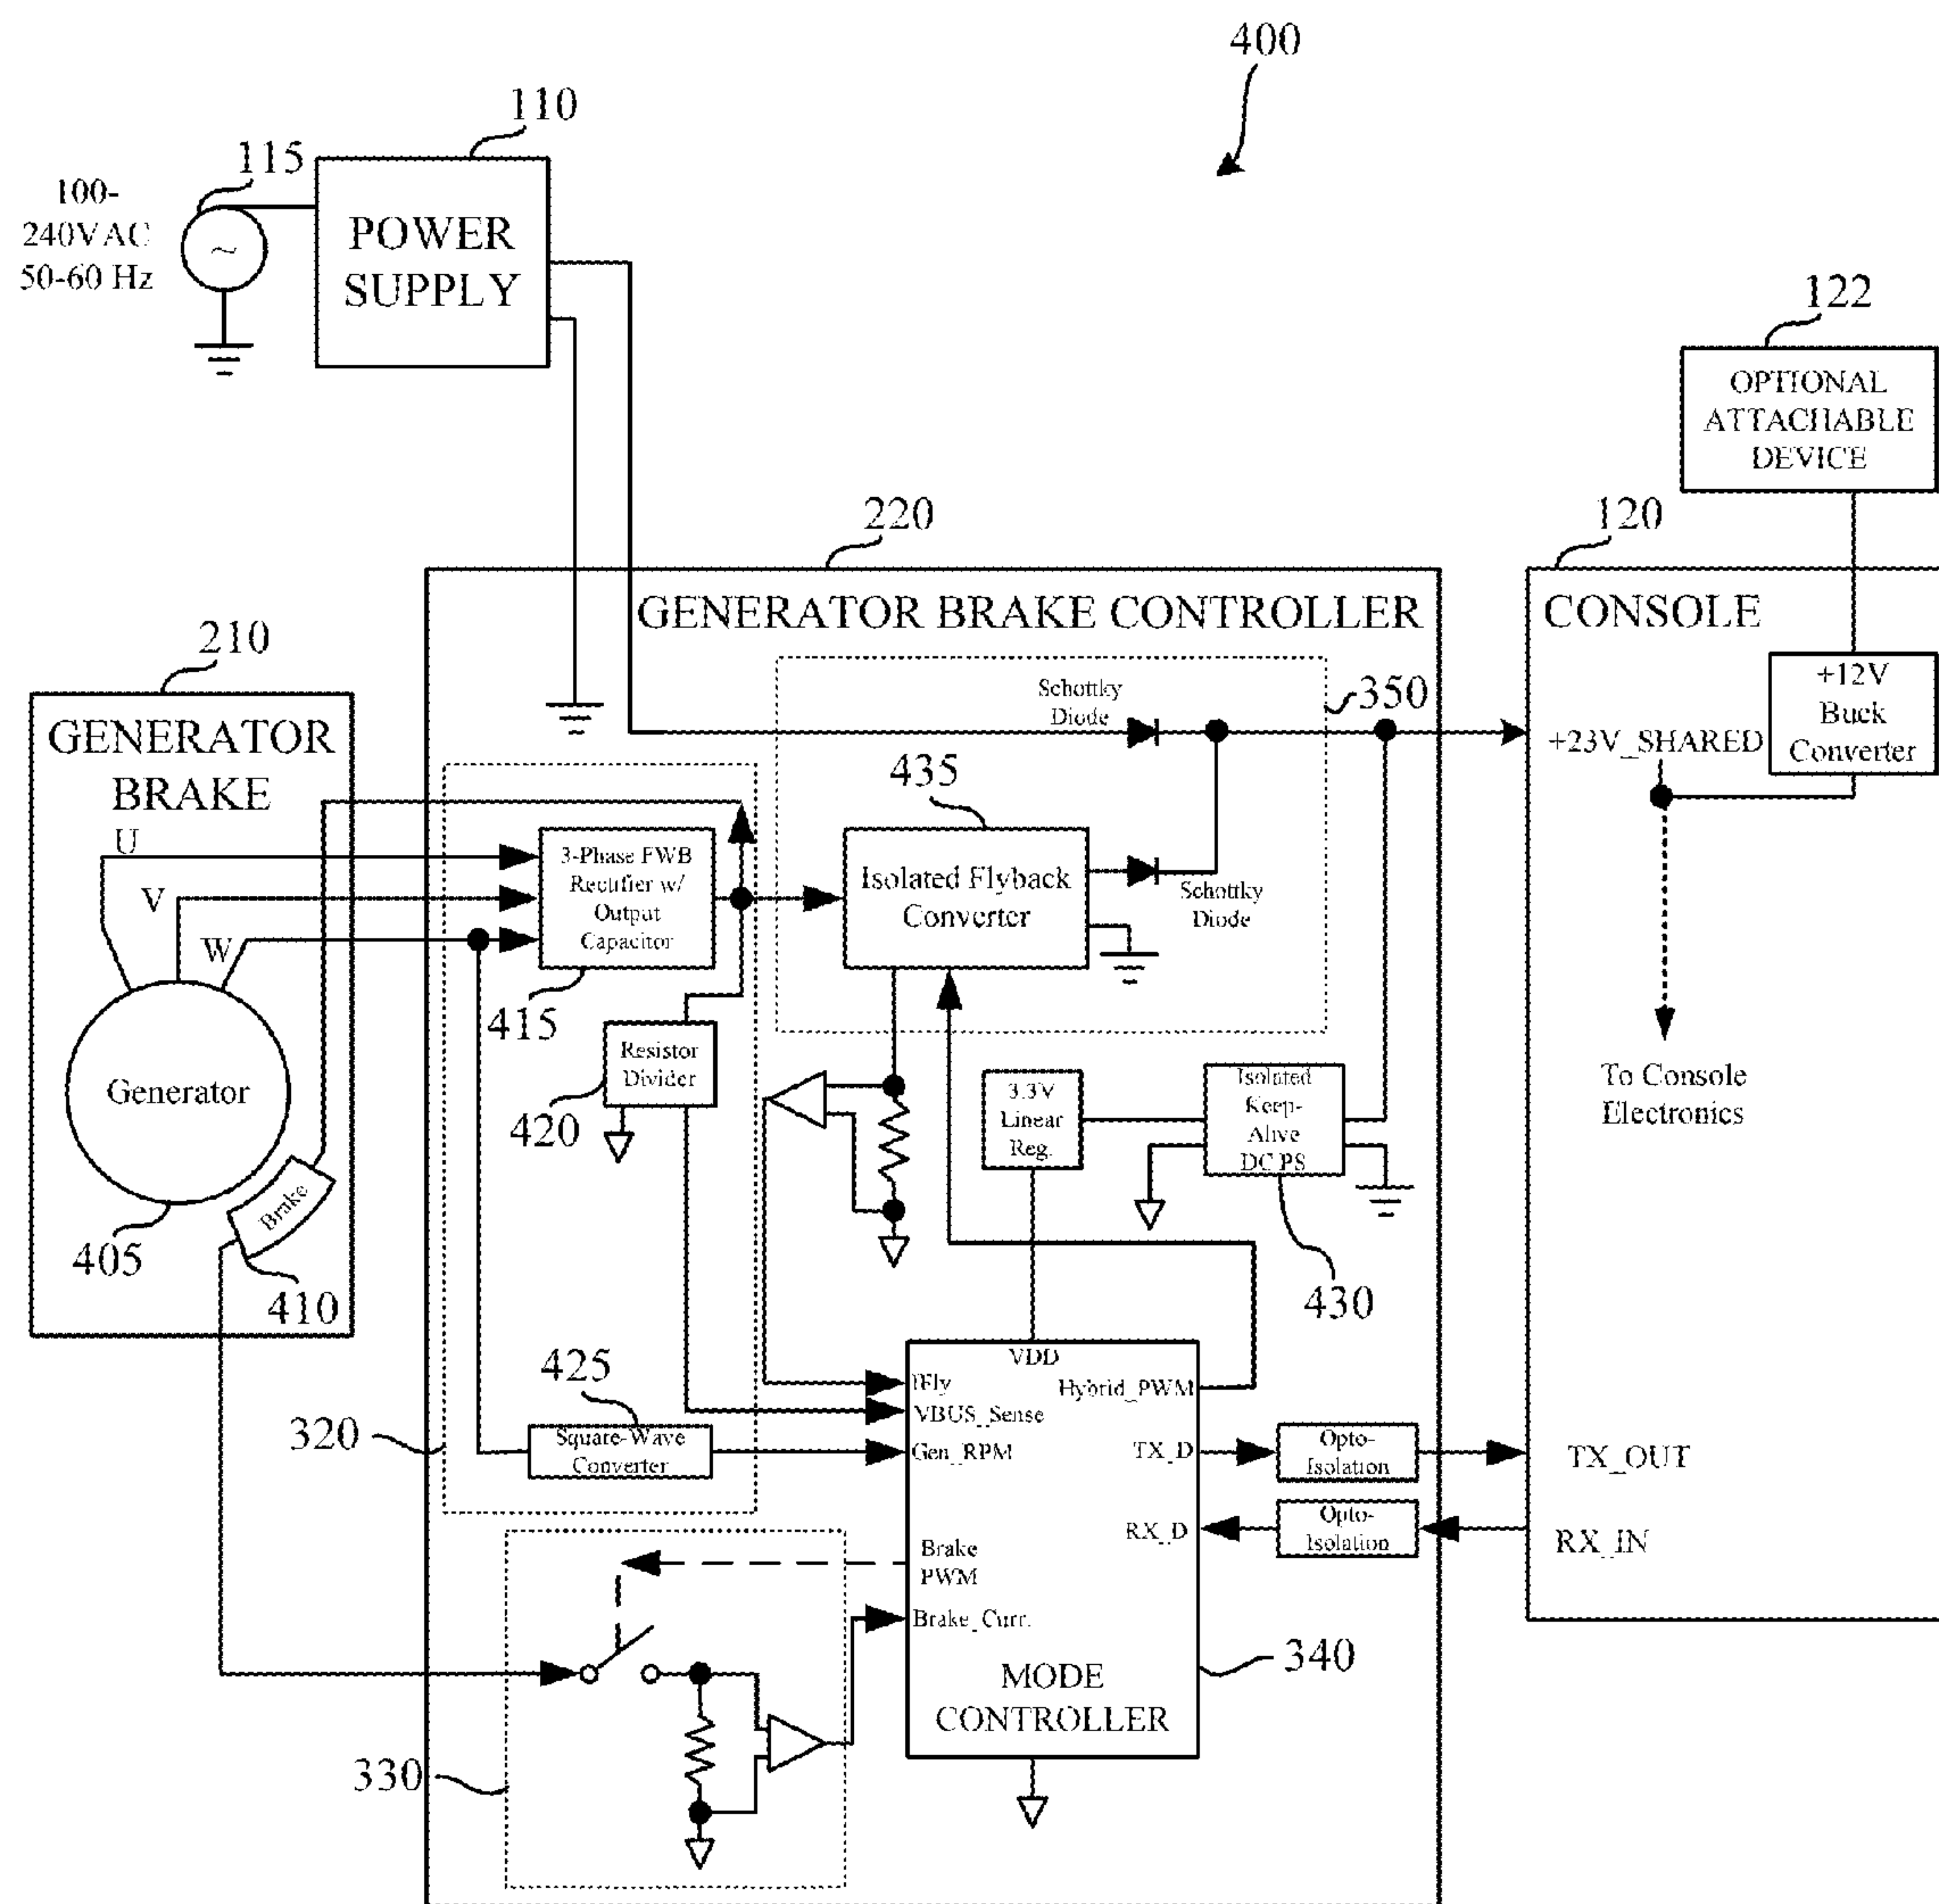 400
110
115
100-
240VAC
50-60 Hz
POWER
SUPPLY
122
OPTIONAL
ATTACHABLE
DEVICE
220
120
GENERATOR BRAKE CONTROLLER
CONSOLE
210
GENERATOR
BRAKE
U
V
W
Generator
Brake
405
410
Schottky
Diode
350
+23V_SHARED
+12V
Buck
Converter
435
3-Phase FWB
Rectifier w/
Output
Capacitor
415
Isolated Flyback
Converter
Schottky
Diode
Resistor
Divider
420
3.3V
Linear
Reg.
Isolated
Keep-
Alive
DC PS
430
To Console
Electronics
425
Square-Wave
Converter
320
VDD
IFly
Hybrid_PWM
VBUS_Sense
Gen_RPM
TX_D
Opto-
Isolation
TX_OUT
RX_D
Opto-
Isolation
RX_IN
Brake
PWM
Brake_Curr.
MODE
CONTROLLER
340
330